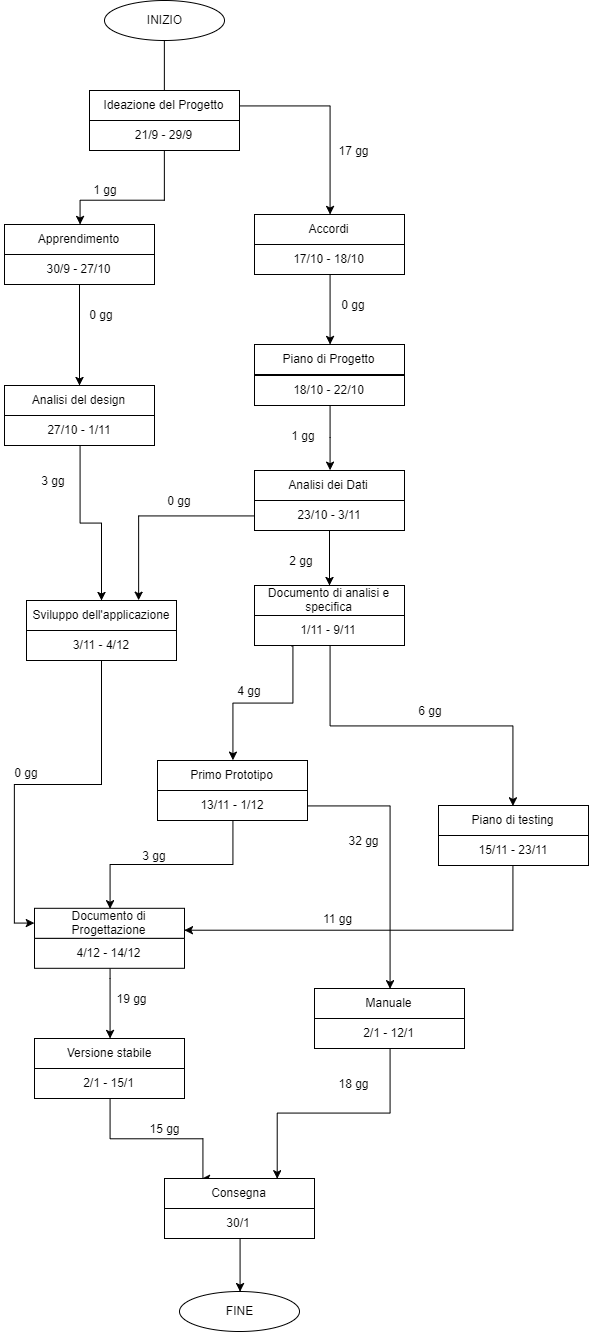 INIZIO
Ideazione del Progetto
21/9 - 29/9
17 gg
1 gg
Apprendimento
30/9 - 27/10
Accordi
17/10 - 18/10
0 gg
0 gg
Piano di Progetto
18/10 - 22/10
Analisi del design
27/10 - 1/11
1 gg
3 gg
Analisi dei Dati
23/10 - 3/11
0 gg
2 gg
Documento di analisi e
specifica
1/11 - 9/11
Sviluppo dell'applicazione
3/11 - 4/12
4 gg
6 gg
0 gg
Primo Prototipo
13/11 - 1/12
Piano di testing
15/11 - 23/11
32 gg
3 gg
Documento di
Progettazione
4/12 - 14/12
11 gg
19 gg
Manuale
2/1 - 12/1
Versione stabile
2/1 - 15/1
18 gg
15 gg
Consegna
30/1
FINE